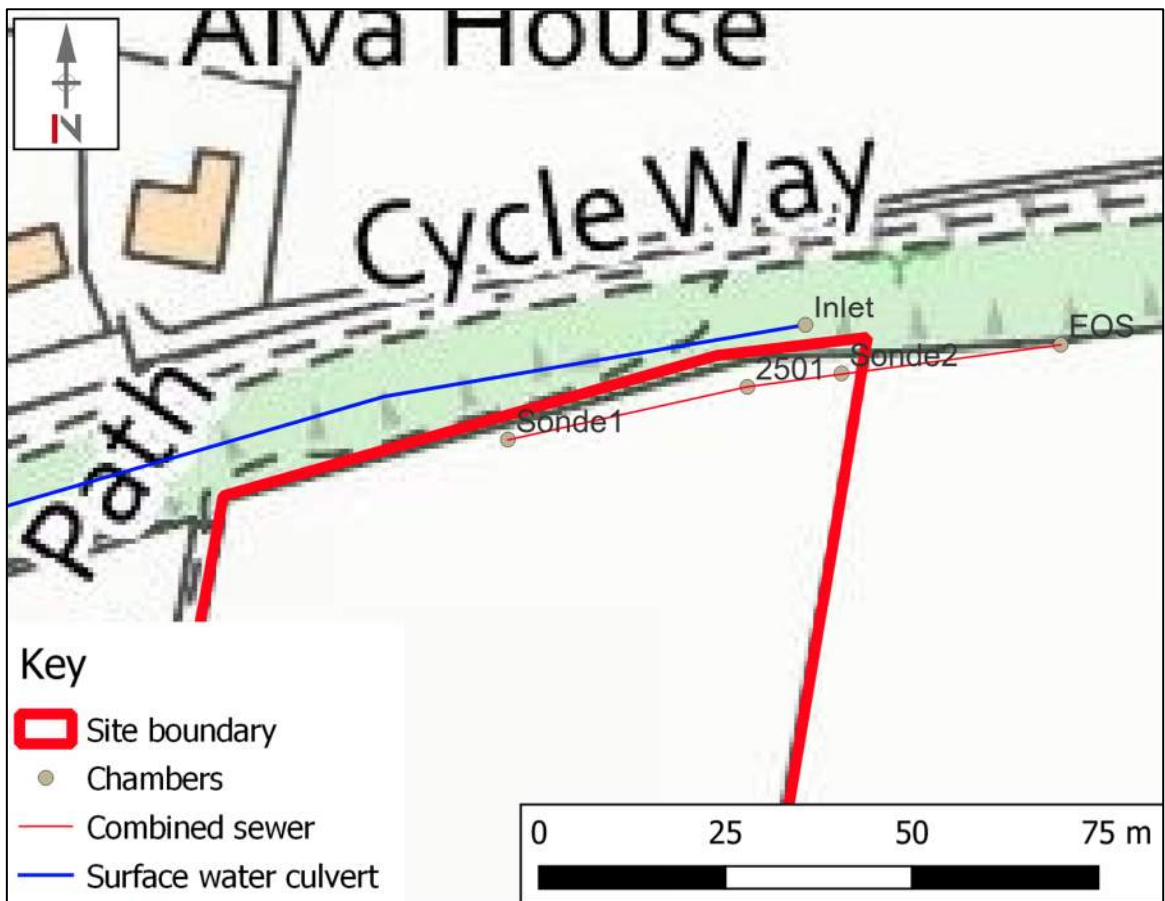 Alva House
N
Cycle Way
Path
Inlet
EOS
2501
Sonde2
Sonde1
Key
Site boundary
Chambers
Combined sewer
Surface water culvert
0 25 50 75 m